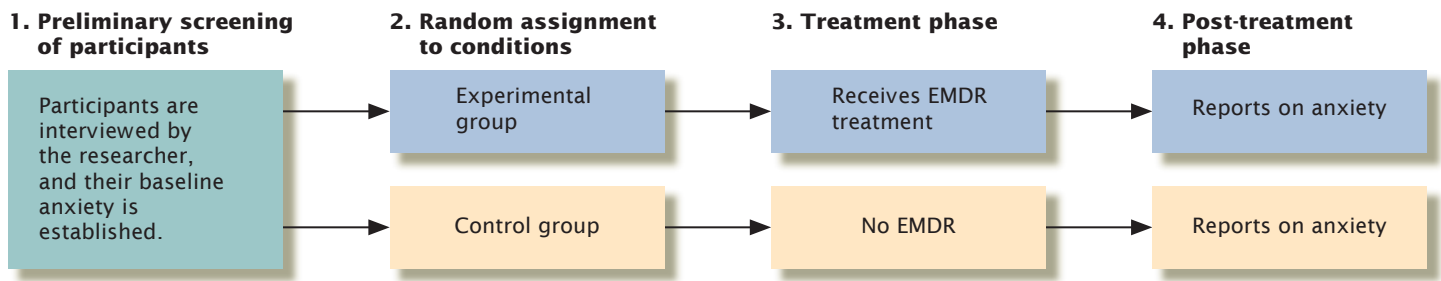 1. Preliminary screening
of participants
2. Random assignment
to conditions
3. Treatment phase
4. Post-treatment
phase
Participants are
interviewed by
the researcher,
and their baseline
anxiety is
established.
Experimental
group
Receives EMDR
treatment
Reports on anxiety
Control group
No EMDR
Reports on anxiety